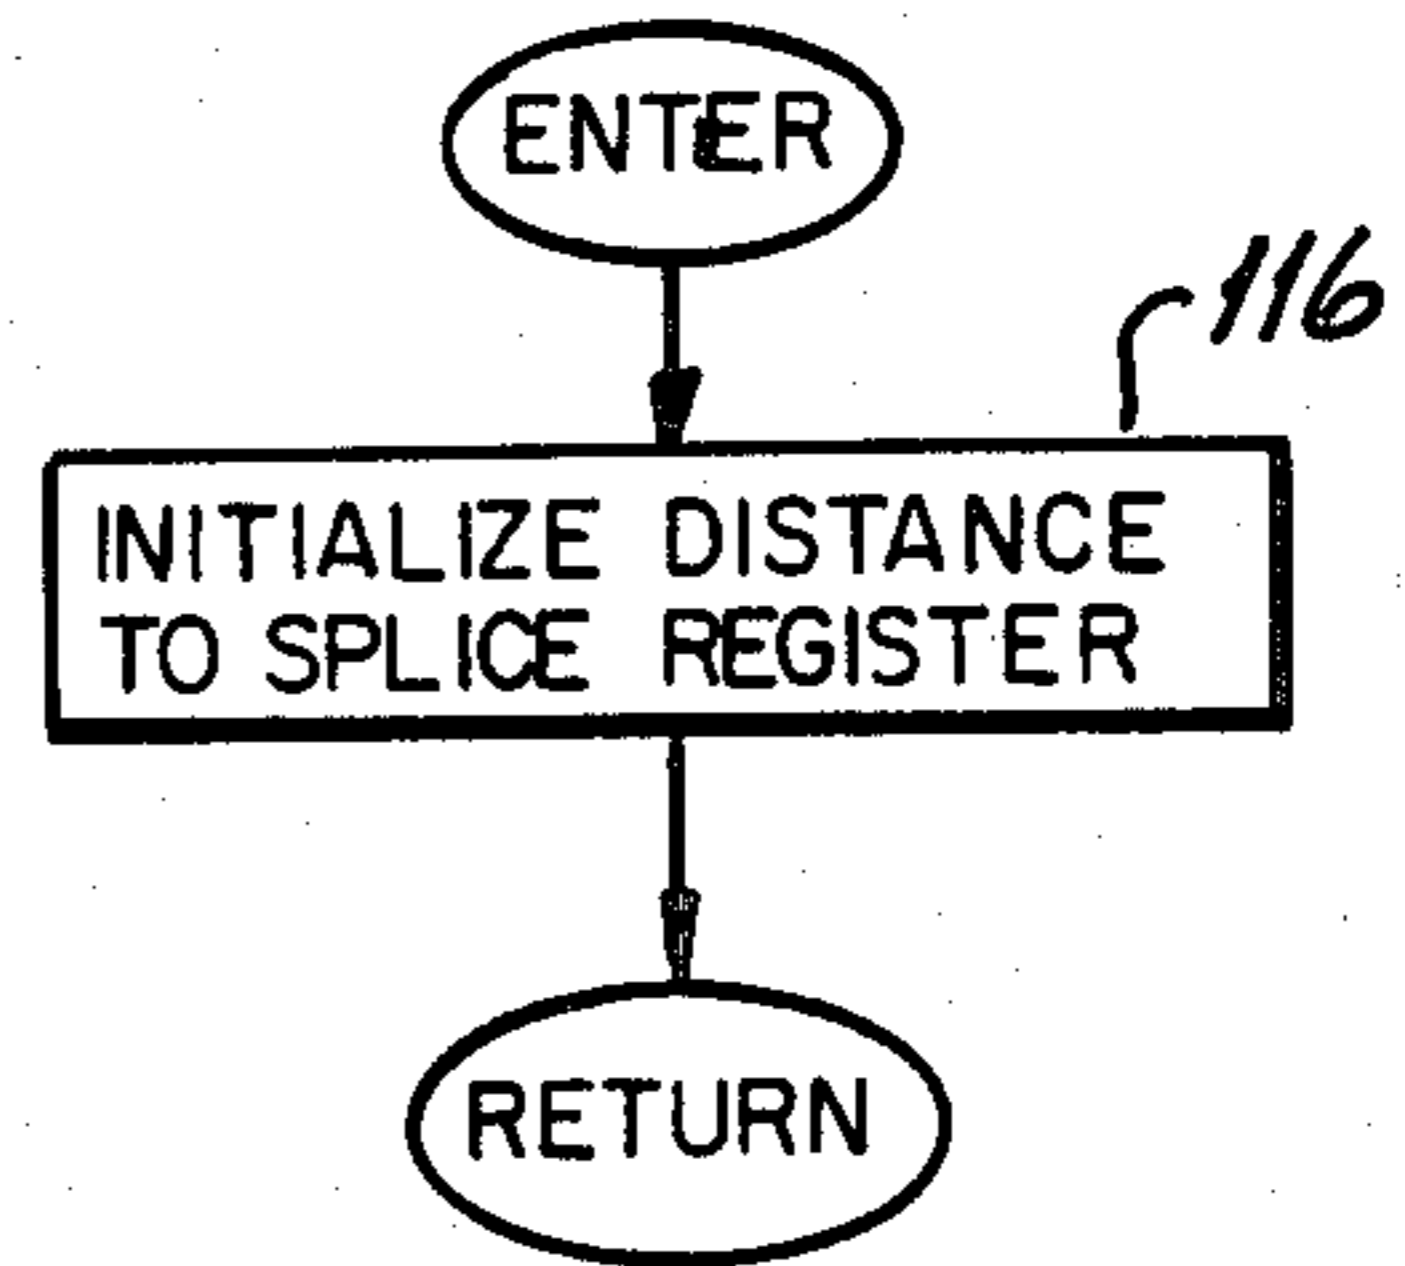 ENTER
116
INITIALIZE DISTANCE
TO SPLICE REGISTER
RETURN